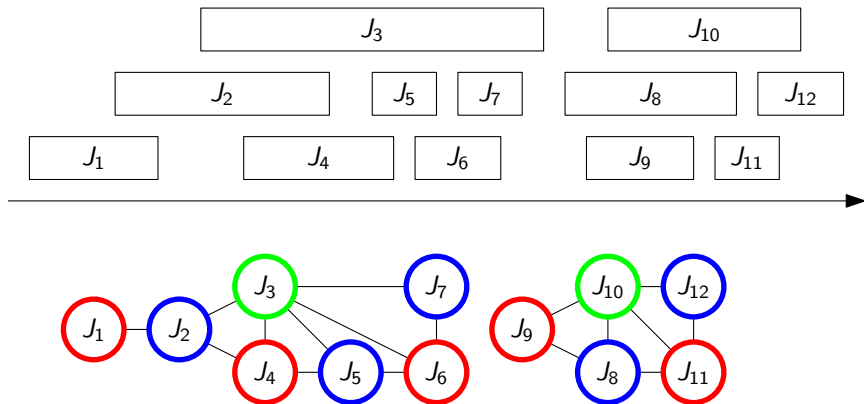 J₃ J₁₀
J₂ J₅ J₇ J₈ J₁₂
J₁ J₄ J₆ J₉ J₁₁
J₃ J₇ J₁₀ J₁₂
J₁ J₂ J₉
J₄ J₅ J₆ J₈ J₁₁